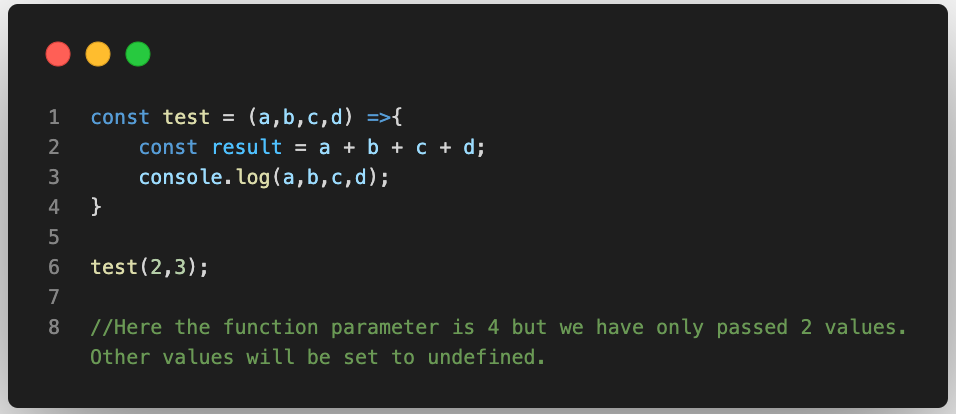 1 const test = (a,b,c,d) =>{
2     const result = a + b + c + d;
3     console.log(a,b,c,d);
4 }
5
6 test(2,3);
7
8 //Here the function parameter is 4 but we have only passed 2 values.
Other values will be set to undefined.